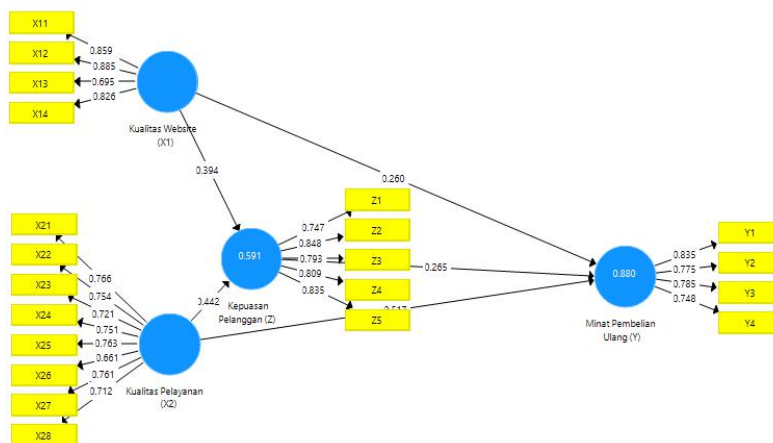 X11
X12
X13
X14
0.859
0.885
0.695
0.826
Kualitas Website
(X1)
0.394
0.260
X21
X22
X23
X24
X25
X26
X27
X28
0.766
0.754
0.721
0.751
0.763
0.661
0.761
0.712
Kualitas Pelayanan
(X2)
0.442
0.591
Kepuasan
Pelanggan (Z)
0.747
0.848
0.793
0.809
0.835
Z1
Z2
Z3
Z4
Z5
0.265
0.880
Minat Pembelian
Ulang (Y)
0.835
0.775
0.785
0.748
Y1
Y2
Y3
Y4